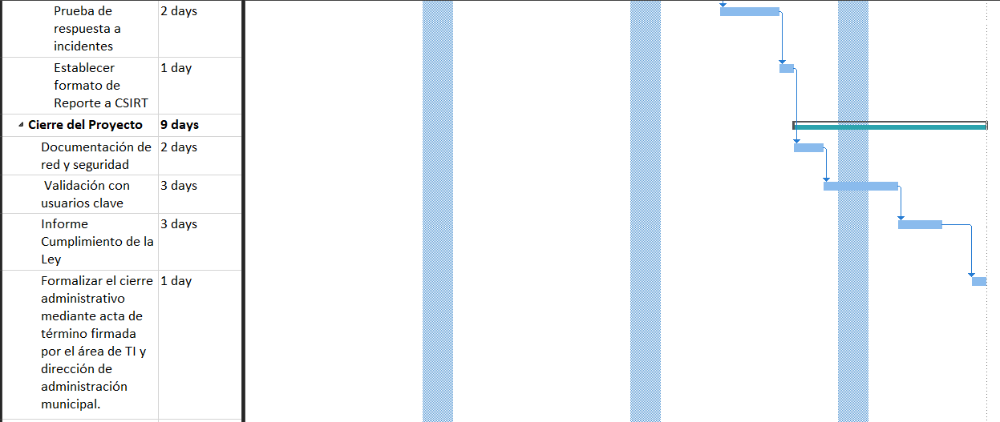 Prueba de 2 days
respuesta a
incidentes
Establecer 1 day
formato de
Reporte a CSIRT
Cierre del Proyecto 9 days
Documentación de 2 days
red y seguridad
Validación con 3 days
usuarios clave
Informe 3 days
Cumplimiento de la
Ley
Formalizar el cierre 1 day
administrativo
mediante acta de
término firmada
por el área de TI y
dirección de
administración
municipal.